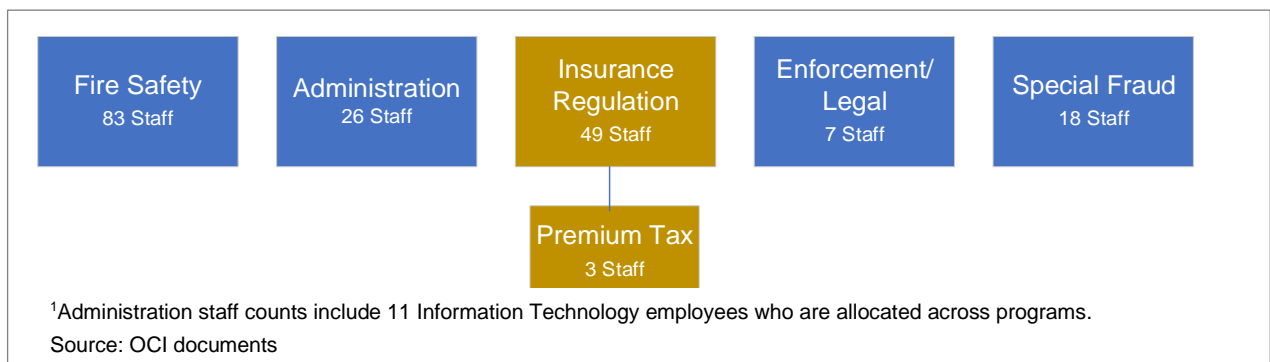 Fire Safety
83 Staff
Administration
26 Staff
Insurance
Regulation
49 Staff
Enforcement/
Legal
7 Staff
Special Fraud
18 Staff
Premium Tax
3 Staff
¹Administration staff counts include 11 Information Technology employees who are allocated across programs.
Source: OCI documents